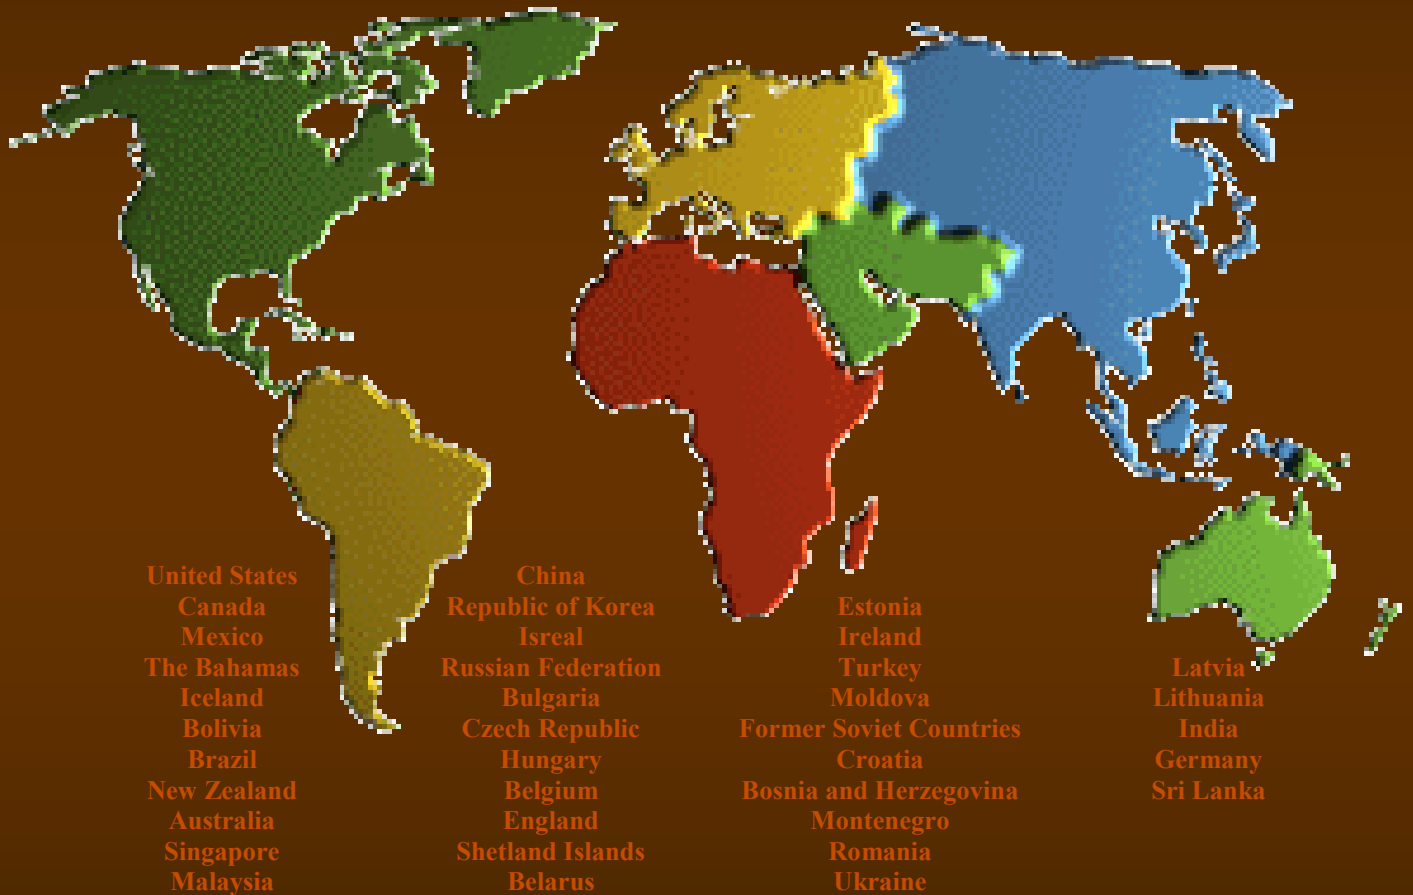 United States
Canada
Mexico
The Bahamas
Iceland
Bolivia
Brazil
New Zealand
Australia
Singapore
Malaysia
China
Republic of Korea
Isreal
Russian Federation
Bulgaria
Czech Republic
Hungary
Belgium
England
Shetland Islands
Belarus
Estonia
Ireland
Turkey
Moldova
Former Soviet Countries
Croatia
Bosnia and Herzegovina
Montenegro
Romania
Ukraine
Latvia
Lithuania
India
Germany
Sri Lanka